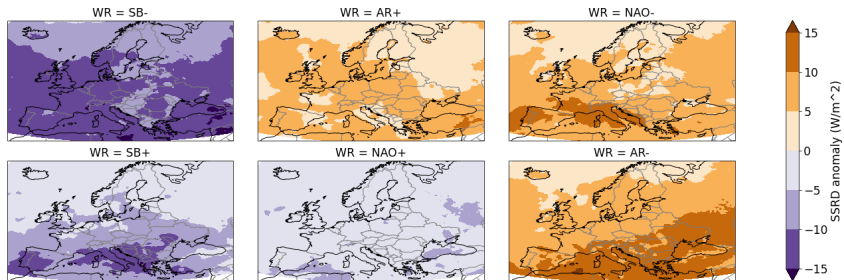 WR = SB-
WR = AR+
WR = NAO-
WR = SB+
WR = NAO+
WR = AR-
15
10
5
0
−5
−10
−15
SSRD anomaly (W/m^2)